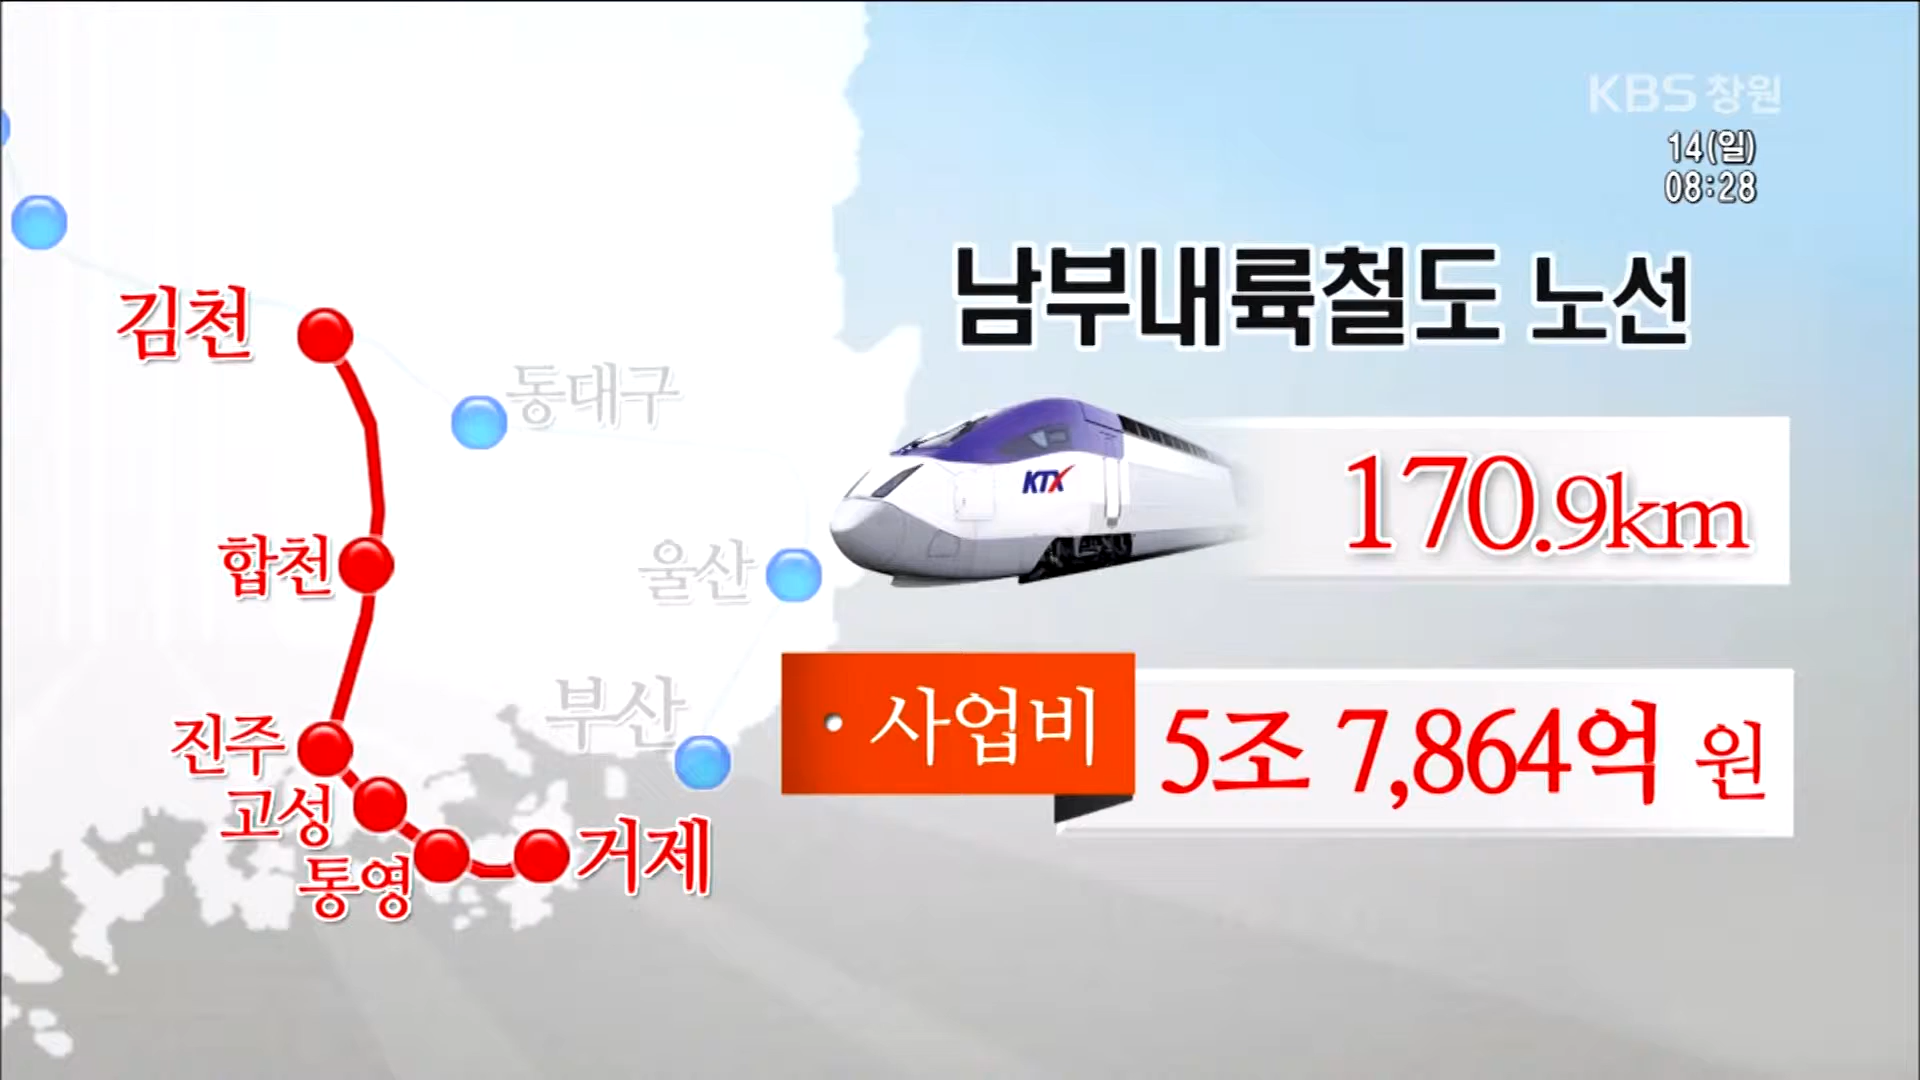 KBS 창원
14(일)
08:28
남부내륙철도 노선
김천
동대구
KTX
170.9km
합천
울산
부산
• 사업비
5조 7,864억 원
진주
고성
통영
거제